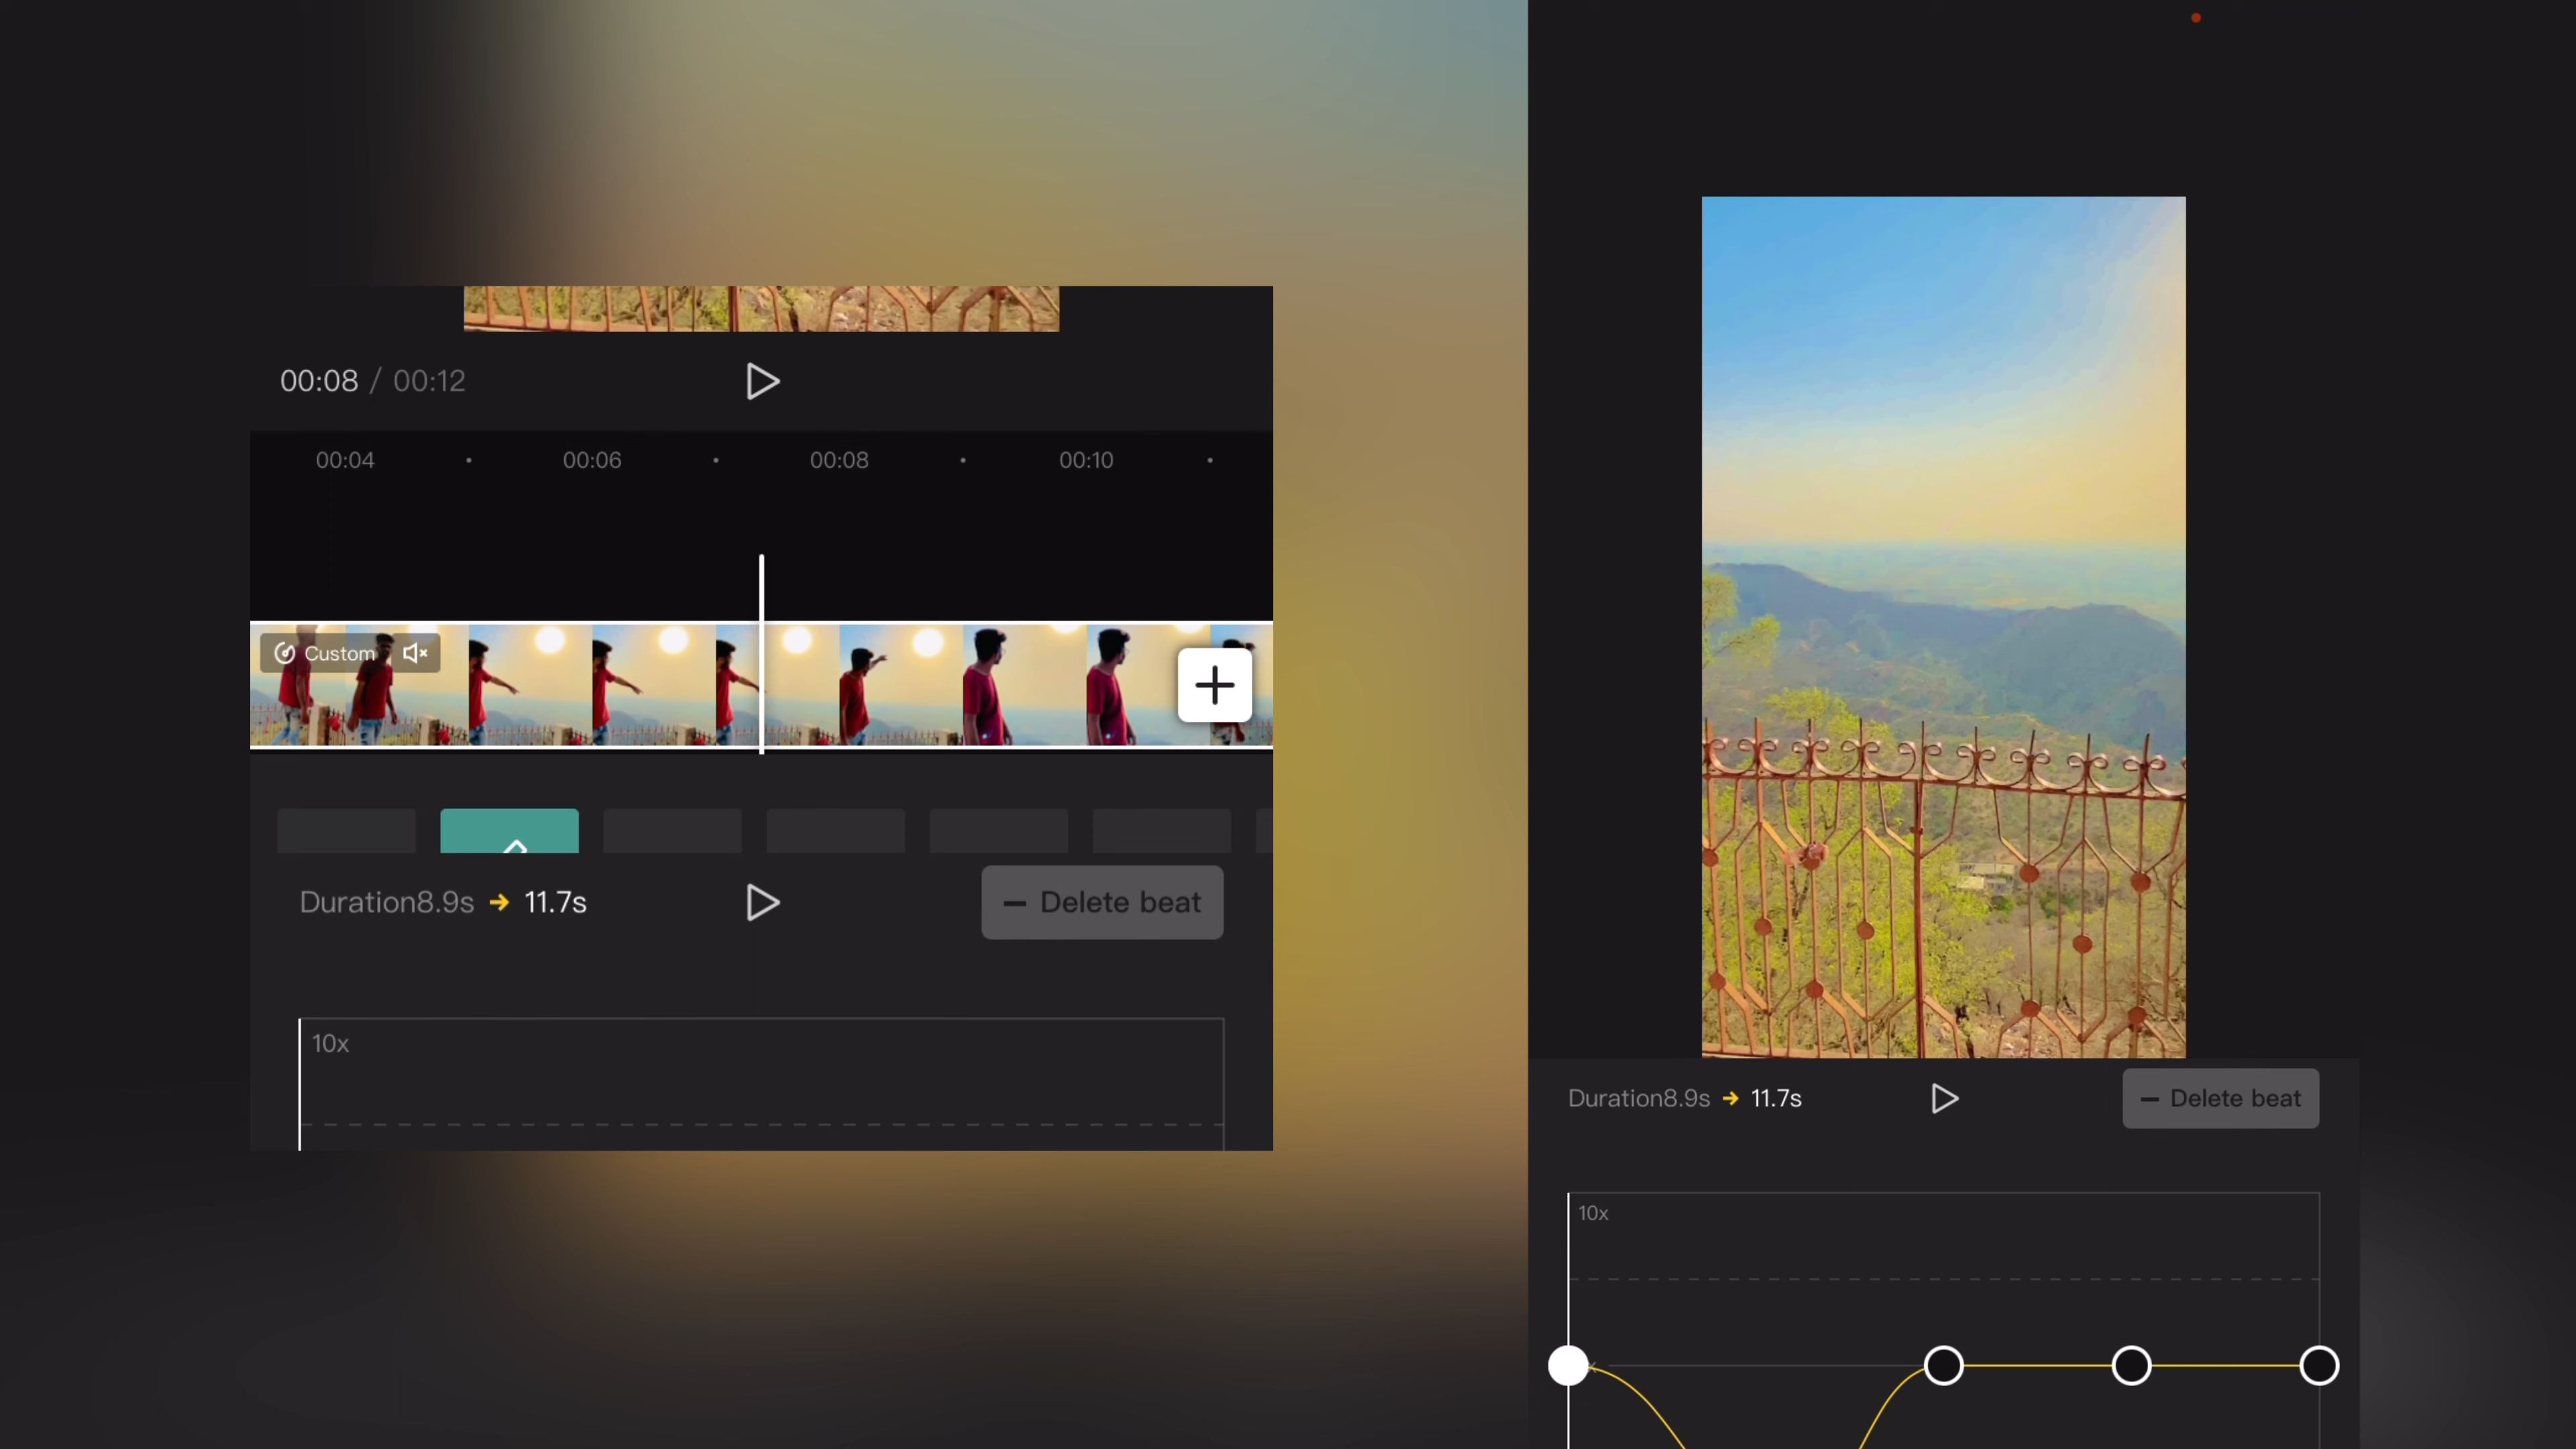 00:08 / 00:12
00:04 00:06 00:08 00:10
Custom
Duration8.9s → 11.7s
– Delete beat
10x
Duration8.9s → 11.7s
– Delete beat
10x